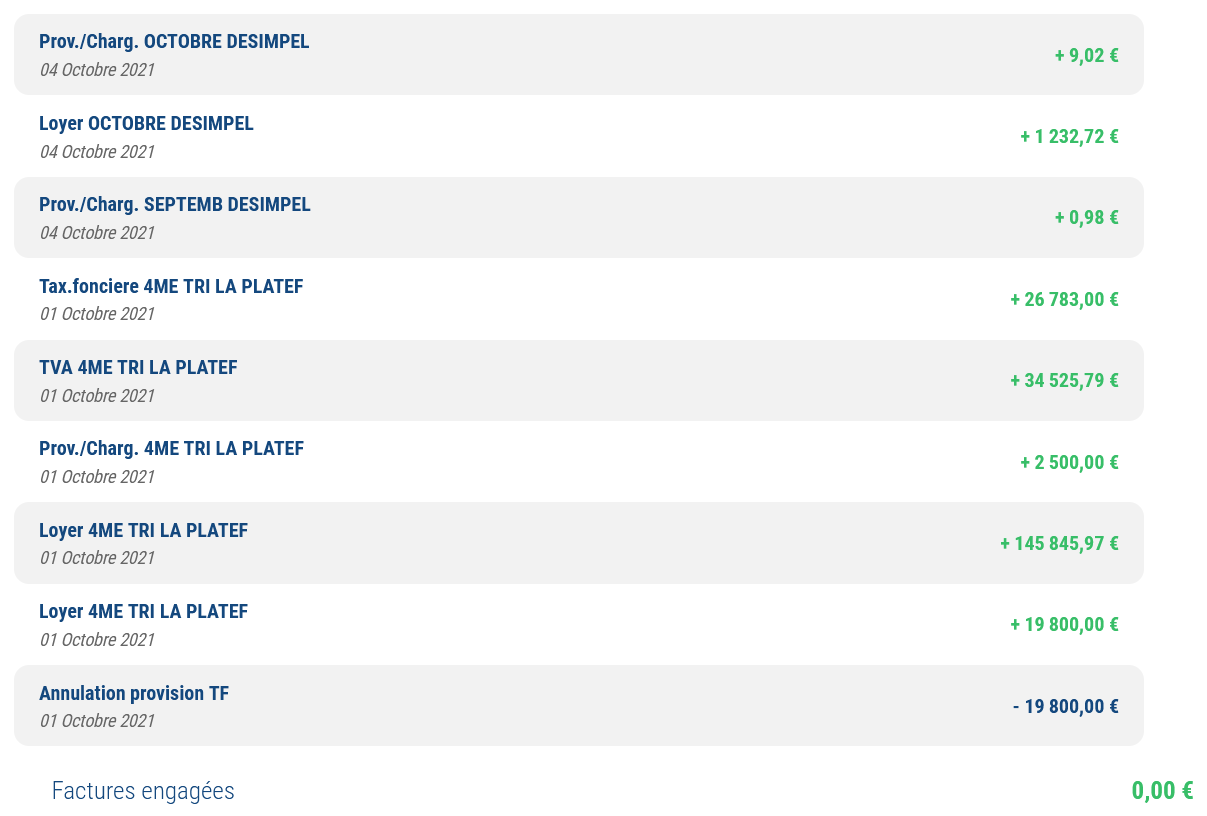 Prov./Charg. OCTOBRE DESIMPEL
04 Octobre 2021
+ 9,02 €
Loyer OCTOBRE DESIMPEL
04 Octobre 2021
+ 1 232,72 €
Prov./Charg. SEPTEMB DESIMPEL
04 Octobre 2021
+ 0,98 €
Tax.fonciere 4ME TRI LA PLATEF
01 Octobre 2021
+ 26 783,00 €
TVA 4ME TRI LA PLATEF
01 Octobre 2021
+ 34 525,79 €
Prov./Charg. 4ME TRI LA PLATEF
01 Octobre 2021
+ 2 500,00 €
Loyer 4ME TRI LA PLATEF
01 Octobre 2021
+ 145 845,97 €
Loyer 4ME TRI LA PLATEF
01 Octobre 2021
+ 19 800,00 €
Annulation provision TF
01 Octobre 2021
- 19 800,00 €
Factures engagées
0,00 €